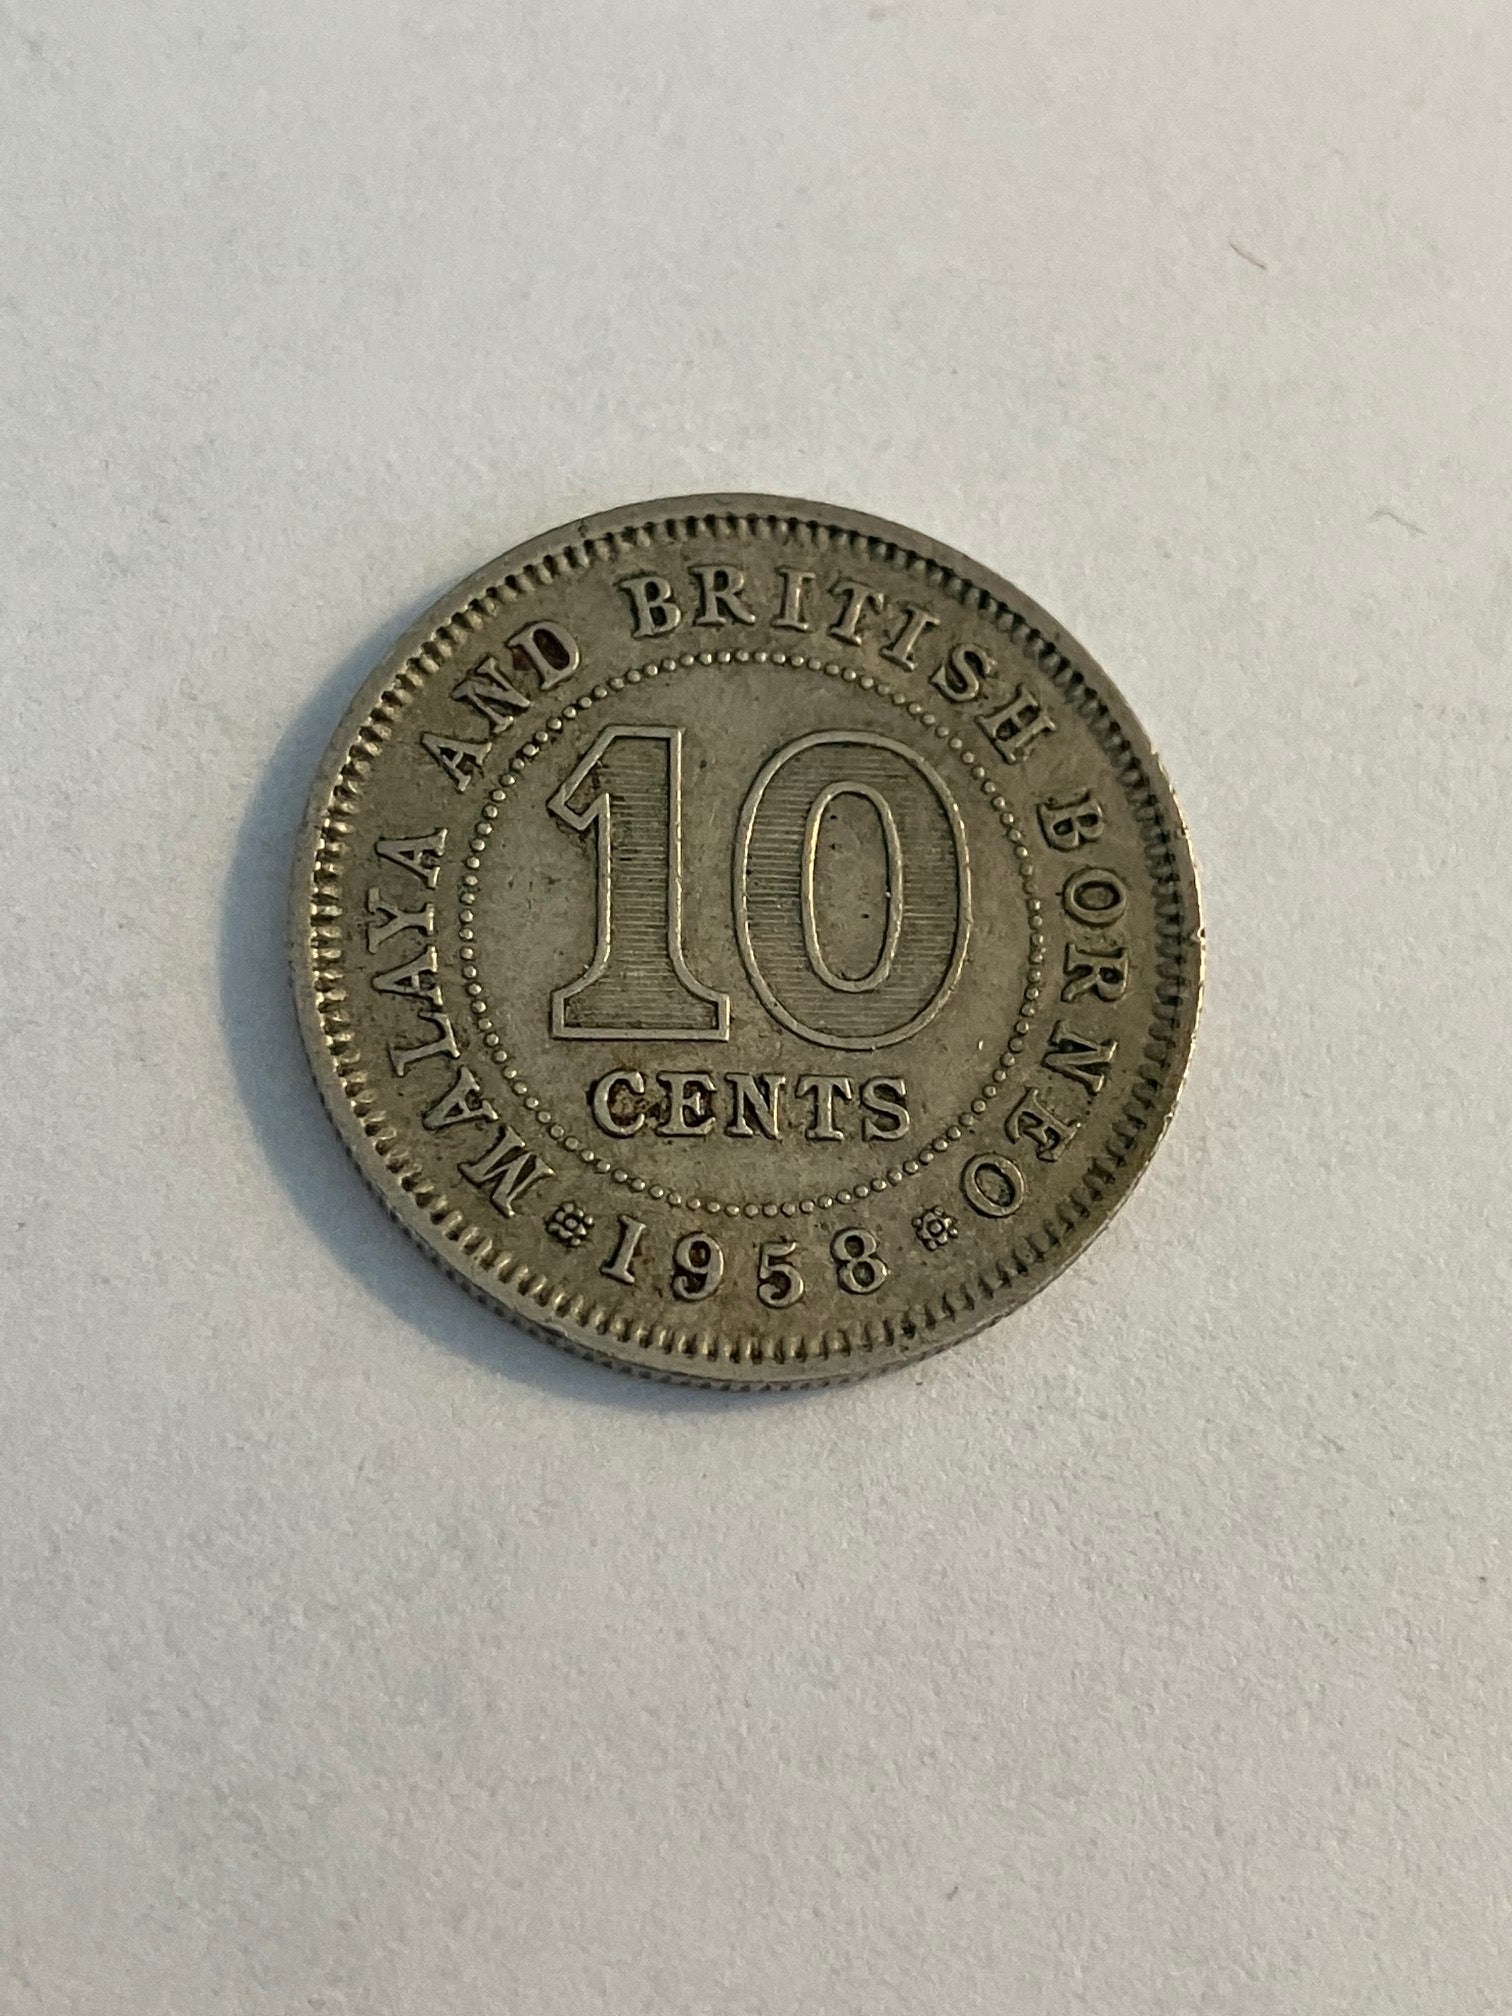 MALAYA AND BRITISH BORNEO
10
CENTS
1958